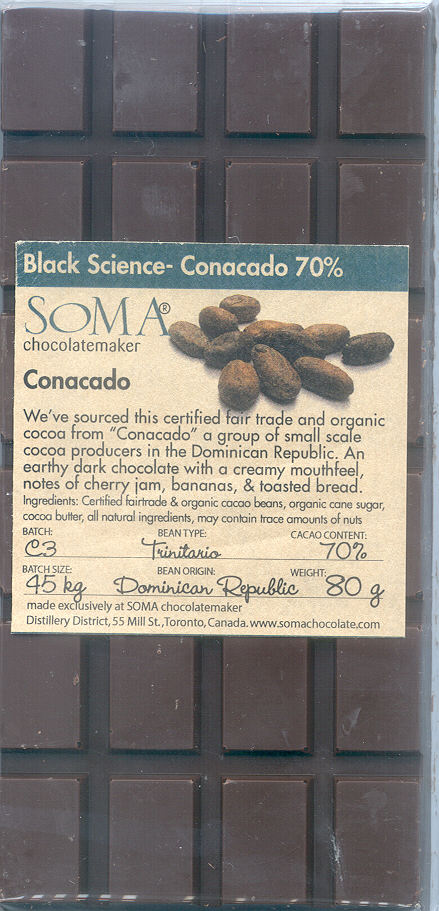 Black Science- Conacado 70%
SOMA®
chocolatemaker
Conacado
We've sourced this certified fair trade and organic
cocoa from "Conacado" a group of small scale
cocoa producers in the Dominican Republic. An
earthy dark chocolate with a creamy mouthfeel,
notes of cherry jam, bananas, & toasted bread.
Ingredients: Certified fairtrade & organic cacao beans, organic cane sugar,
cocoa butter, all natural ingredients, may contain trace amounts of nuts
BATCH: BEAN TYPE: CACAO CONTENT:
C3 Trinitario 70%
BATCH SIZE: BEAN ORIGIN: WEIGHT:
45 kg Dominican Republic 80 g
made exclusively at SOMA chocolatemaker
Distillery District, 55 Mill St., Toronto, Canada. www.somachocolate.com